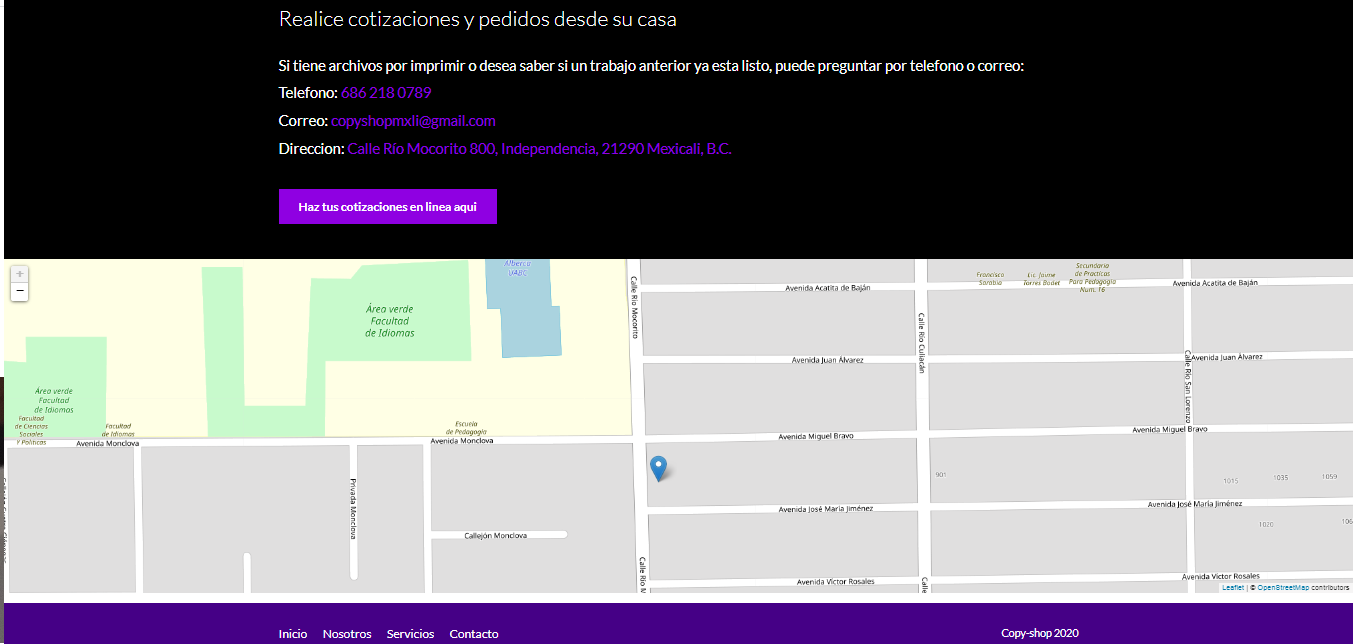 Realice cotizaciones y pedidos desde su casa
Si tiene archivos por imprimir o desea saber si un trabajo anterior ya esta listo, puede preguntar por telefono o correo:
Telefono: 686 218 0789
Correo: copyshopmxli@gmail.com
Direccion: Calle Río Mocorito 800, Independencia, 21290 Mexicali, B.C.
Haz tus cotizaciones en linea aqui
+
−
Alberca
UABC
Área verde
Facultad
de Idiomas
Área verde
Facultad
de Idiomas
Facultad
de Ciencias
Sociales
Y Políticas
Facultad
de Idiomas
Escuela
de Pedagogía
Avenida Monclova
Avenida Monclova
Privada Monclova
Callejón Monclova
Calle Río Mocorito
Calle Río M
Francisco
Sarabia
Lic. Jaime
Torres Bodet
Secundaria
de Practicas
Para Pedagogía
Num. 16
Avenida Acatita de Baján
Avenida Acatita de Baján
Calle Río Culiacán
Avenida Juan Álvarez
Avenida Juan Álvarez
Calle Río San Lorenzo
Avenida Miguel Bravo
Avenida Miguel Bravo
901
1015
1035
1059
Avenida José María Jiménez
Avenida José María Jiménez
1020
106
Avenida Víctor Rosales
Avenida Víctor Rosales
Calle
Leaflet | © OpenStreetMap contributors
Inicio Nosotros Servicios Contacto
Copy-shop 2020